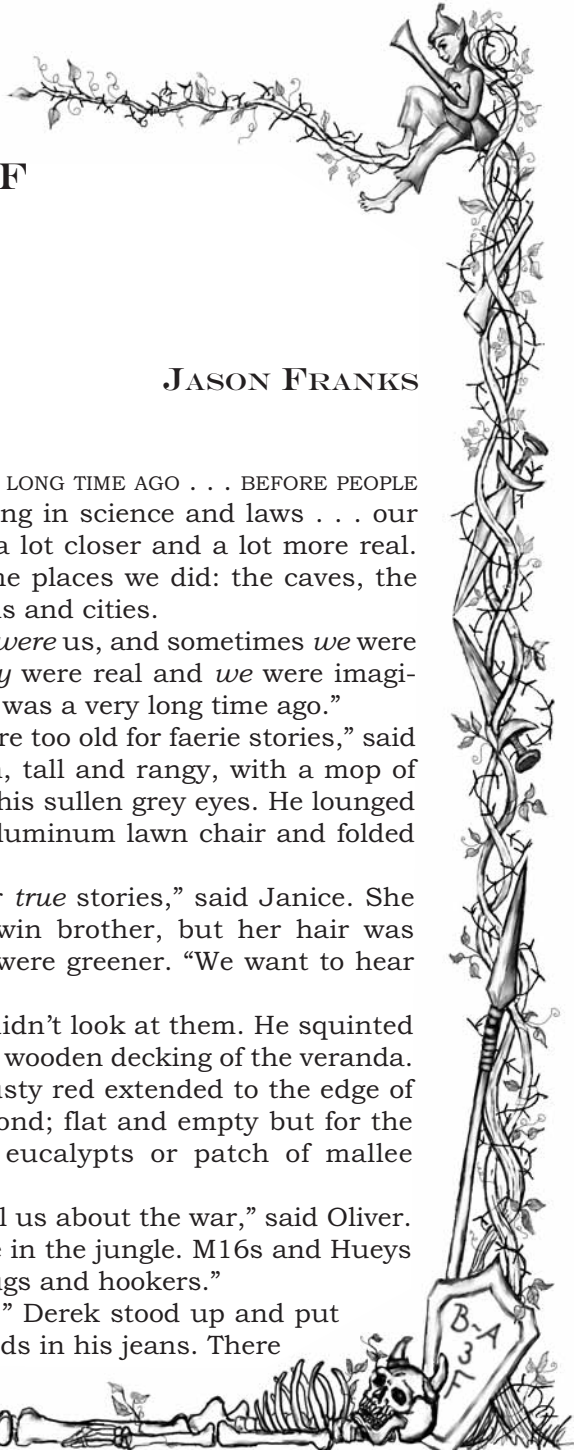 F
JASON FRANKS
LONG TIME AGO . . . BEFORE PEOPLE
ng in science and laws . . . our
a lot closer and a lot more real.
ne places we did: the caves, the
s and cities.
were us, and sometimes we were
y were real and we were imagi-
was a very long time ago.”
re too old for faerie stories,” said
, tall and rangy, with a mop of
his sullen grey eyes. He lounged
luminum lawn chair and folded
r true stories,” said Janice. She
win brother, but her hair was
were greener. “We want to hear
idn’t look at them. He squinted
wooden decking of the veranda.
usty red extended to the edge of
ond; flat and empty but for the
eucalypts or patch of mallee
l us about the war,” said Oliver.
e in the jungle. M16s and Hueys
ugs and hookers.”
” Derek stood up and put
ds in his jeans. There
B~A
3